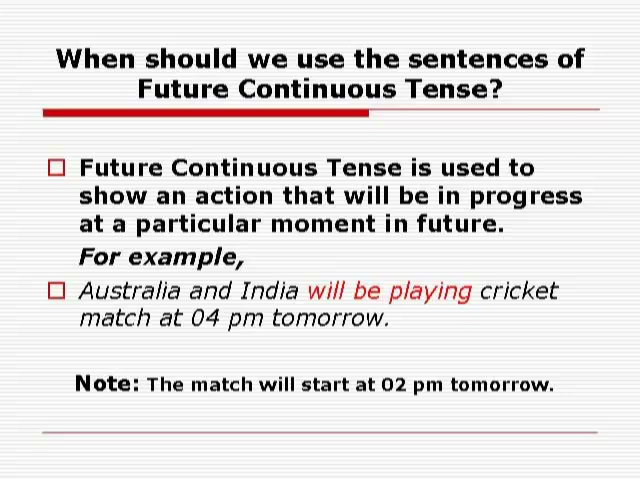 When should we use the sentences of
Future Continuous Tense?
Future Continuous Tense is used to
show an action that will be in progress
at a particular moment in future.
For example,
Australia and India will be playing cricket
match at 04 pm tomorrow.
Note: The match will start at 02 pm tomorrow.